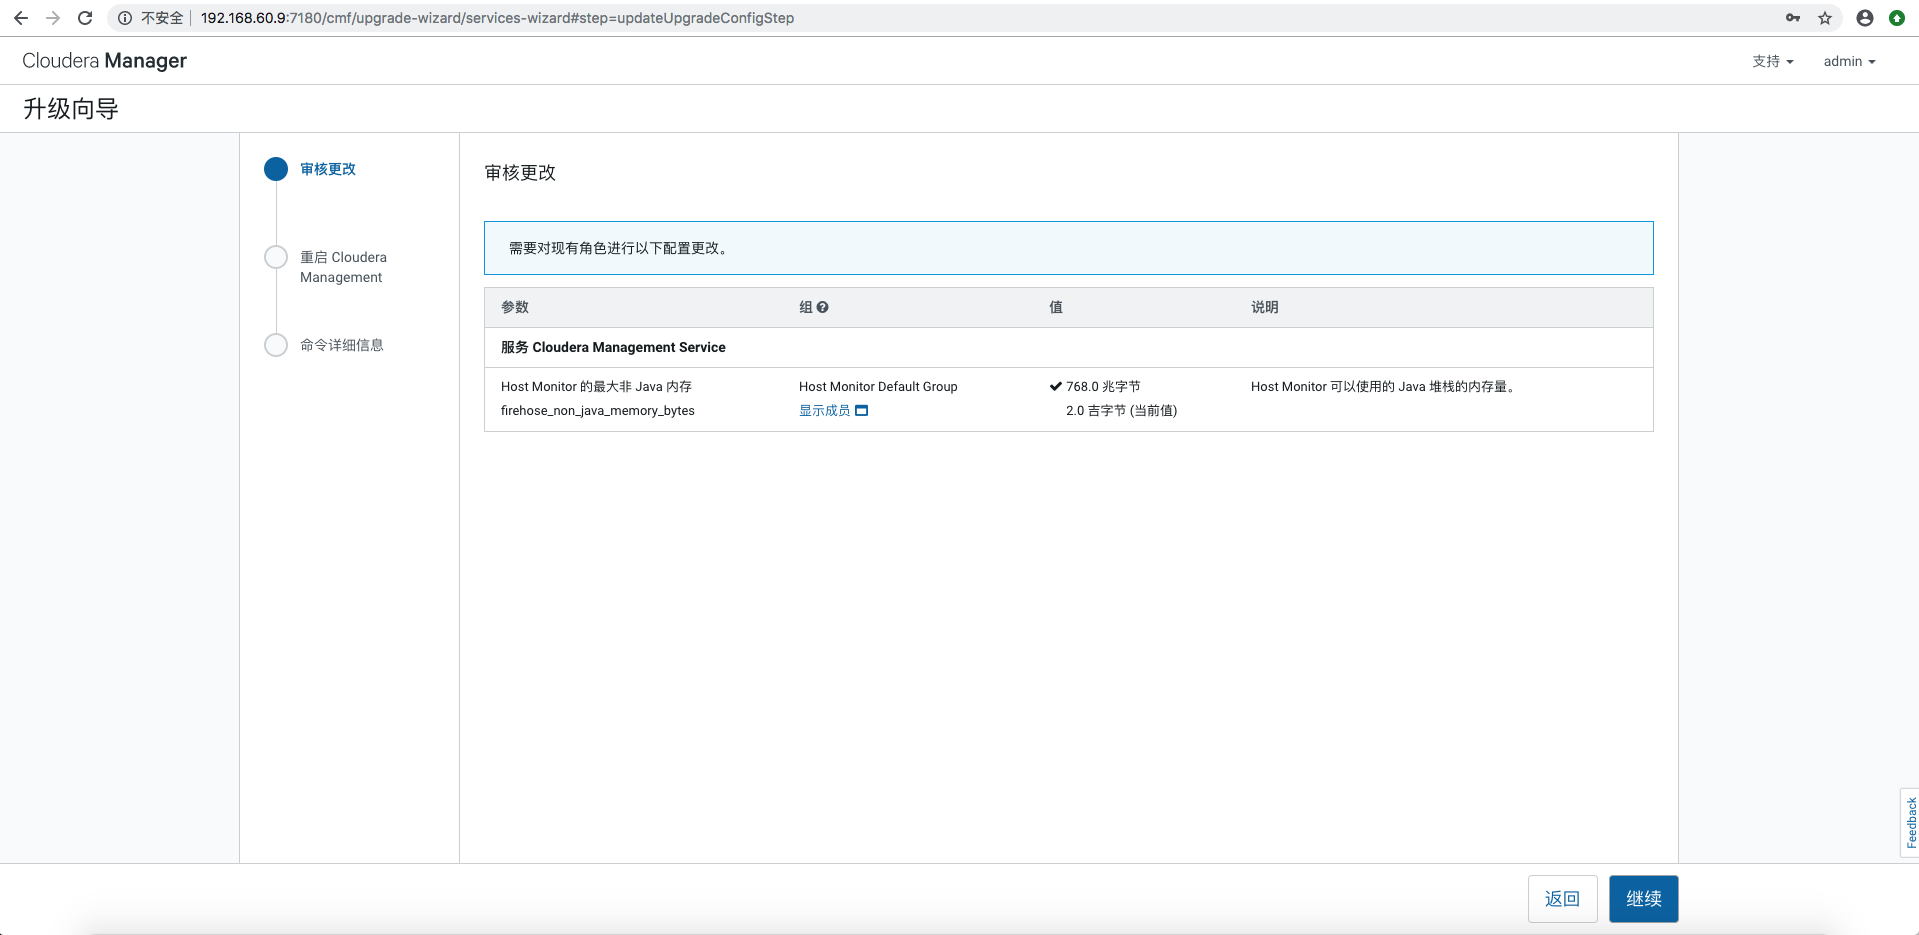 不安全 192.168.60.9:7180/cmf/upgrade-wizard/services-wizard#step=updateUpgradeConfigStep
Cloudera Manager 支持 admin
升级向导
审核更改
重启 Cloudera
Management
命令详细信息
审核更改
需要对现有角色进行以下配置更改。
参数 组 值 说明
服务 Cloudera Management Service
Host Monitor 的最大非 Java 内存 Host Monitor Default Group 768.0 兆字节 Host Monitor 可以使用的 Java 堆栈的内存量。
firehose_non_java_memory_bytes 显示成员 2.0 吉字节 (当前值)
Feedback
返回 继续